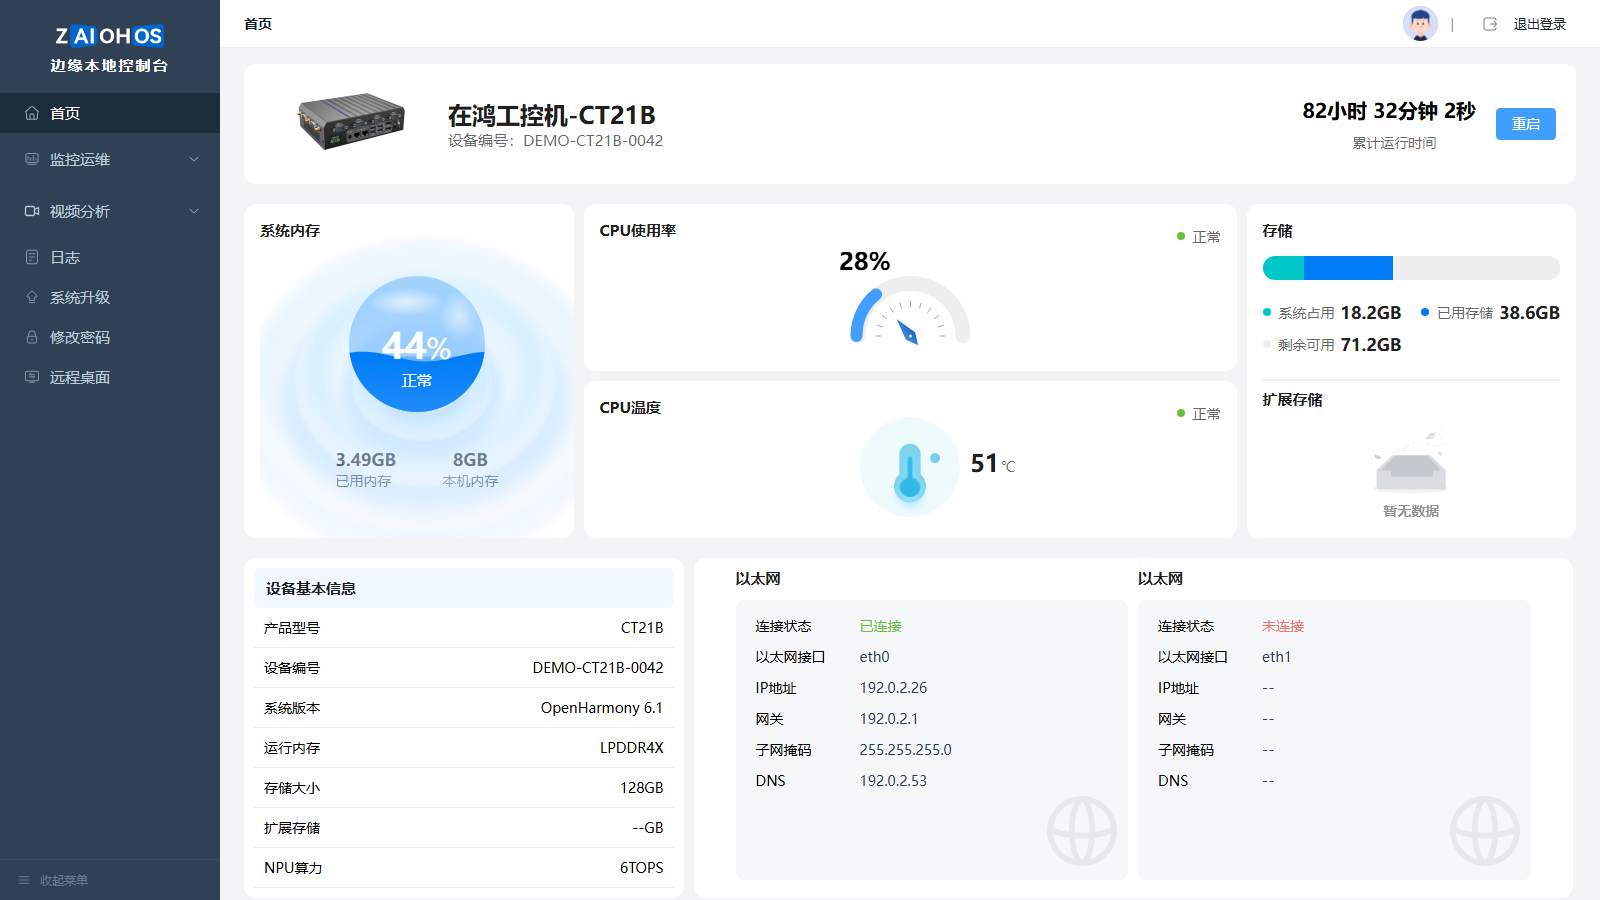 ZAIOHOS
边缘本地控制台
首页
监控运维
视频分析
日志
系统升级
修改密码
远程桌面
收起菜单
首页
|
退出登录
在鸿工控机-CT21B
设备编号：DEMO-CT21B-0042
82小时 32分钟 2秒
累计运行时间
重启
系统内存
44%
正常
3.49GB
已用内存
8GB
本机内存
CPU使用率
正常
28%
CPU温度
正常
51℃
存储
系统占用 18.2GB
已用存储 38.6GB
剩余可用 71.2GB
扩展存储
暂无数据
设备基本信息
产品型号 CT21B
设备编号 DEMO-CT21B-0042
系统版本 OpenHarmony 6.1
运行内存 LPDDR4X
存储大小 128GB
扩展存储 --GB
NPU算力 6TOPS
以太网
连接状态 已连接
以太网接口 eth0
IP地址 192.0.2.26
网关 192.0.2.1
子网掩码 255.255.255.0
DNS 192.0.2.53
以太网
连接状态 未连接
以太网接口 eth1
IP地址 --
网关 --
子网掩码 --
DNS --